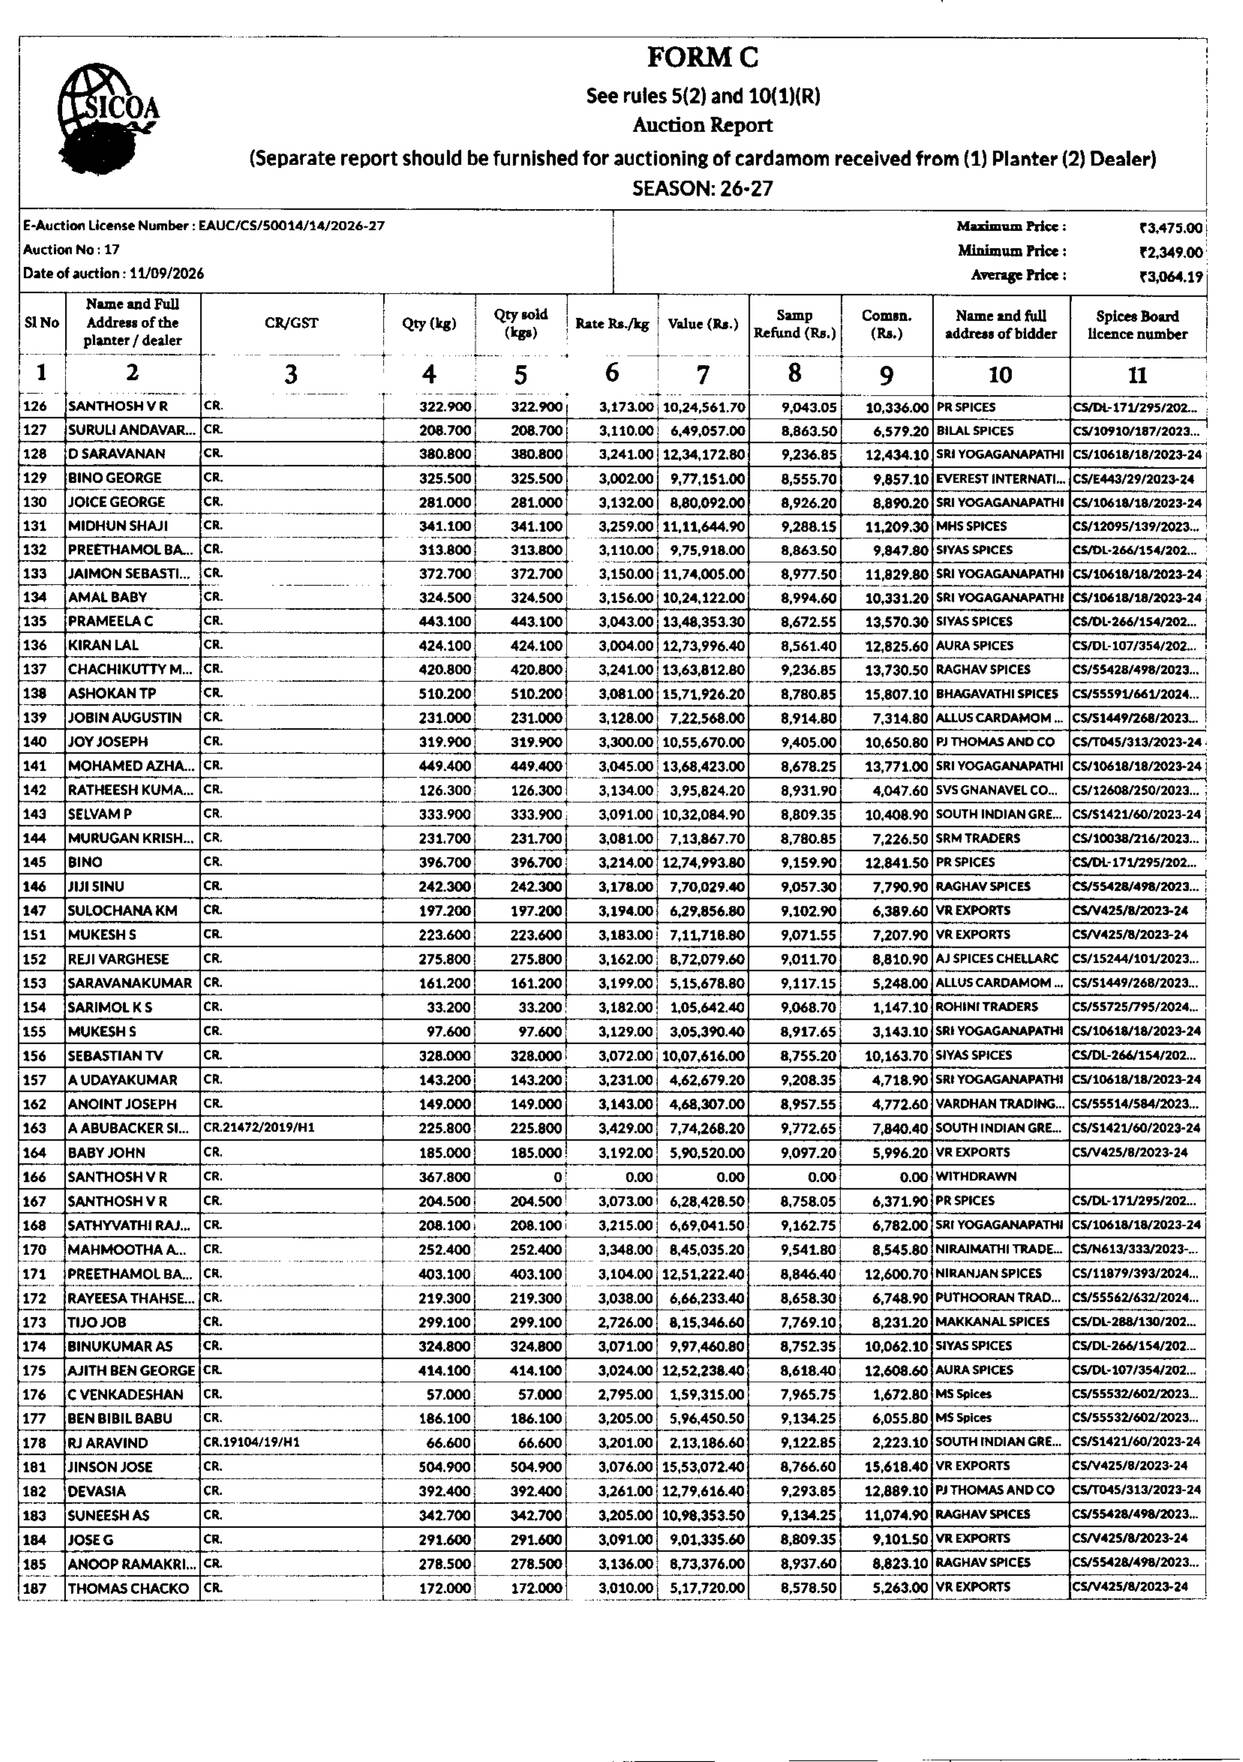 SICOA
FORM C
See rules 5(2) and 10(1)(R)
Auction Report
(Separate report should be furnished for auctioning of cardamom received from (1) Planter (2) Dealer)
SEASON: 26-27
E-Auction License Number : EAUC/CS/50014/14/2026-27
Auction No : 17
Date of auction : 11/09/2026
Maximum Price : ₹3,475.00
Minimum Price : ₹2,349.00
Average Price : ₹3,064.19
Sl No | Name and Full Address of the planter / dealer | CR/GST | Qty (kg) | Qty sold (kgs) | Rate Rs./kg | Value (Rs.) | Samp Refund (Rs.) | Comsn. (Rs.) | Name and full address of bidder | Spices Board licence number
1 2 3 4 5 6 7 8 9 10 11
126 SANTHOSH V R CR. 322.900 322.900 3,173.00 10,24,561.70 9,043.05 10,336.00 PR SPICES CS/DL-171/295/202...
127 SURULI ANDAVAR... CR. 208.700 208.700 3,110.00 6,49,057.00 8,863.50 6,579.20 BILAL SPICES CS/10910/187/2023...
128 D SARAVANAN CR. 380.800 380.800 3,241.00 12,34,172.80 9,236.85 12,434.10 SRI YOGAGANAPATHI CS/10618/18/2023-24
129 BINO GEORGE CR. 325.500 325.500 3,002.00 9,77,151.00 8,555.70 9,857.10 EVEREST INTERNATI... CS/E443/29/2023-24
130 JOICE GEORGE CR. 281.000 281.000 3,132.00 8,80,092.00 8,926.20 8,890.20 SRI YOGAGANAPATHI CS/10618/18/2023-24
131 MIDHUN SHAJI CR. 341.100 341.100 3,259.00 11,11,644.90 9,288.15 11,209.30 MHS SPICES CS/12095/139/2023...
132 PREETHAMOL BA... CR. 313.800 313.800 3,110.00 9,75,918.00 8,863.50 9,847.80 SIYAS SPICES CS/DL-266/154/202...
133 JAIMON SEBASTI... CR. 372.700 372.700 3,150.00 11,74,005.00 8,977.50 11,829.80 SRI YOGAGANAPATHI CS/10618/18/2023-24
134 AMAL BABY CR. 324.500 324.500 3,156.00 10,24,122.00 8,994.60 10,331.20 SRI YOGAGANAPATHI CS/10618/18/2023-24
135 PRAMEELA C CR. 443.100 443.100 3,043.00 13,48,353.30 8,672.55 13,570.30 SIYAS SPICES CS/DL-266/154/202...
136 KIRAN LAL CR. 424.100 424.100 3,004.00 12,73,996.40 8,561.40 12,825.60 AURA SPICES CS/DL-107/354/202...
137 CHACHIKUTTY M... CR. 420.800 420.800 3,241.00 13,63,812.80 9,236.85 13,730.50 RAGHAV SPICES CS/55428/498/2023...
138 ASHOKAN TP CR. 510.200 510.200 3,081.00 15,71,926.20 8,780.85 15,807.10 BHAGAVATHI SPICES CS/55591/661/2024...
139 JOBIN AUGUSTIN CR. 231.000 231.000 3,128.00 7,22,568.00 8,914.80 7,314.80 ALLUS CARDAMOM ... CS/S1449/268/2023...
140 JOY JOSEPH CR. 319.900 319.900 3,300.00 10,55,670.00 9,405.00 10,650.80 PJ THOMAS AND CO CS/T045/313/2023-24
141 MOHAMED AZHA... CR. 449.400 449.400 3,045.00 13,68,423.00 8,678.25 13,771.00 SRI YOGAGANAPATHI CS/10618/18/2023-24
142 RATHEESH KUMA... CR. 126.300 126.300 3,134.00 3,95,824.20 8,931.90 4,047.60 SVS GNANAVEL CO... CS/12608/250/2023...
143 SELVAM P CR. 333.900 333.900 3,091.00 10,32,084.90 8,809.35 10,408.90 SOUTH INDIAN GRE... CS/S1421/60/2023-24
144 MURUGAN KRISH... CR. 231.700 231.700 3,081.00 7,13,867.70 8,780.85 7,226.50 SRM TRADERS CS/10038/216/2023...
145 BINO CR. 396.700 396.700 3,214.00 12,74,993.80 9,159.90 12,841.50 PR SPICES CS/DL-171/295/202...
146 JIJI SINU CR. 242.300 242.300 3,178.00 7,70,029.40 9,057.30 7,790.90 RAGHAV SPICES CS/55428/498/2023...
147 SULOCHANA KM CR. 197.200 197.200 3,194.00 6,29,856.80 9,102.90 6,389.60 VR EXPORTS CS/V425/8/2023-24
151 MUKESH S CR. 223.600 223.600 3,183.00 7,11,718.80 9,071.55 7,207.90 VR EXPORTS CS/V425/8/2023-24
152 REJI VARGHESE CR. 275.800 275.800 3,162.00 8,72,079.60 9,011.70 8,810.90 AJ SPICES CHELLARC CS/15244/101/2023...
153 SARAVANAKUMAR CR. 161.200 161.200 3,199.00 5,15,678.80 9,117.15 5,248.00 ALLUS CARDAMOM ... CS/S1449/268/2023...
154 SARIMOL K S CR. 33.200 33.200 3,182.00 1,05,642.40 9,068.70 1,147.10 ROHINI TRADERS CS/55725/795/2024...
155 MUKESH S CR. 97.600 97.600 3,129.00 3,05,390.40 8,917.65 3,143.10 SRI YOGAGANAPATHI CS/10618/18/2023-24
156 SEBASTIAN TV CR. 328.000 328.000 3,072.00 10,07,616.00 8,755.20 10,163.70 SIYAS SPICES CS/DL-266/154/202...
157 A UDAYAKUMAR CR. 143.200 143.200 3,231.00 4,62,679.20 9,208.35 4,718.90 SRI YOGAGANAPATHI CS/10618/18/2023-24
162 ANOINT JOSEPH CR. 149.000 149.000 3,143.00 4,68,307.00 8,957.55 4,772.60 VARDHAN TRADING... CS/55514/584/2023...
163 A ABUBACKER SI... CR.21472/2019/H1 225.800 225.800 3,429.00 7,74,268.20 9,772.65 7,840.40 SOUTH INDIAN GRE... CS/S1421/60/2023-24
164 BABY JOHN CR. 185.000 185.000 3,192.00 5,90,520.00 9,097.20 5,996.20 VR EXPORTS CS/V425/8/2023-24
166 SANTHOSH V R CR. 367.800 0 0.00 0.00 0.00 0.00 WITHDRAWN
167 SANTHOSH V R CR. 204.500 204.500 3,073.00 6,28,428.50 8,758.05 6,371.90 PR SPICES CS/DL-171/295/202...
168 SATHYVATHI RAJ... CR. 208.100 208.100 3,215.00 6,69,041.50 9,162.75 6,782.00 SRI YOGAGANAPATHI CS/10618/18/2023-24
170 MAHMOOTHA A... CR. 252.400 252.400 3,348.00 8,45,035.20 9,541.80 8,545.80 NIRAIMATHI TRADE... CS/N613/333/2023-...
171 PREETHAMOL BA... CR. 403.100 403.100 3,104.00 12,51,222.40 8,846.40 12,600.70 NIRANJAN SPICES CS/11879/393/2024...
172 RAYEESA THAHSE... CR. 219.300 219.300 3,038.00 6,66,233.40 8,658.30 6,748.90 PUTHOORAN TRAD... CS/55562/632/2024...
173 TIJO JOB CR. 299.100 299.100 2,726.00 8,15,346.60 7,769.10 8,231.20 MAKKANAL SPICES CS/DL-288/130/202...
174 BINUKUMAR AS CR. 324.800 324.800 3,071.00 9,97,460.80 8,752.35 10,062.10 SIYAS SPICES CS/DL-266/154/202...
175 AJITH BEN GEORGE CR. 414.100 414.100 3,024.00 12,52,238.40 8,618.40 12,608.60 AURA SPICES CS/DL-107/354/202...
176 C VENKADESHAN CR. 57.000 57.000 2,795.00 1,59,315.00 7,965.75 1,672.80 MS Spices CS/55532/602/2023...
177 BEN BIBIL BABU CR. 186.100 186.100 3,205.00 5,96,450.50 9,134.25 6,055.80 MS Spices CS/55532/602/2023...
178 RJ ARAVIND CR.19104/19/H1 66.600 66.600 3,201.00 2,13,186.60 9,122.85 2,223.10 SOUTH INDIAN GRE... CS/S1421/60/2023-24
181 JINSON JOSE CR. 504.900 504.900 3,076.00 15,53,072.40 8,766.60 15,618.40 VR EXPORTS CS/V425/8/2023-24
182 DEVASIA CR. 392.400 392.400 3,261.00 12,79,616.40 9,293.85 12,889.10 PJ THOMAS AND CO CS/T045/313/2023-24
183 SUNEESH AS CR. 342.700 342.700 3,205.00 10,98,353.50 9,134.25 11,074.90 RAGHAV SPICES CS/55428/498/2023...
184 JOSE G CR. 291.600 291.600 3,091.00 9,01,335.60 8,809.35 9,101.50 VR EXPORTS CS/V425/8/2023-24
185 ANOOP RAMAKRI... CR. 278.500 278.500 3,136.00 8,73,376.00 8,937.60 8,823.10 RAGHAV SPICES CS/55428/498/2023...
187 THOMAS CHACKO CR. 172.000 172.000 3,010.00 5,17,720.00 8,578.50 5,263.00 VR EXPORTS CS/V425/8/2023-24